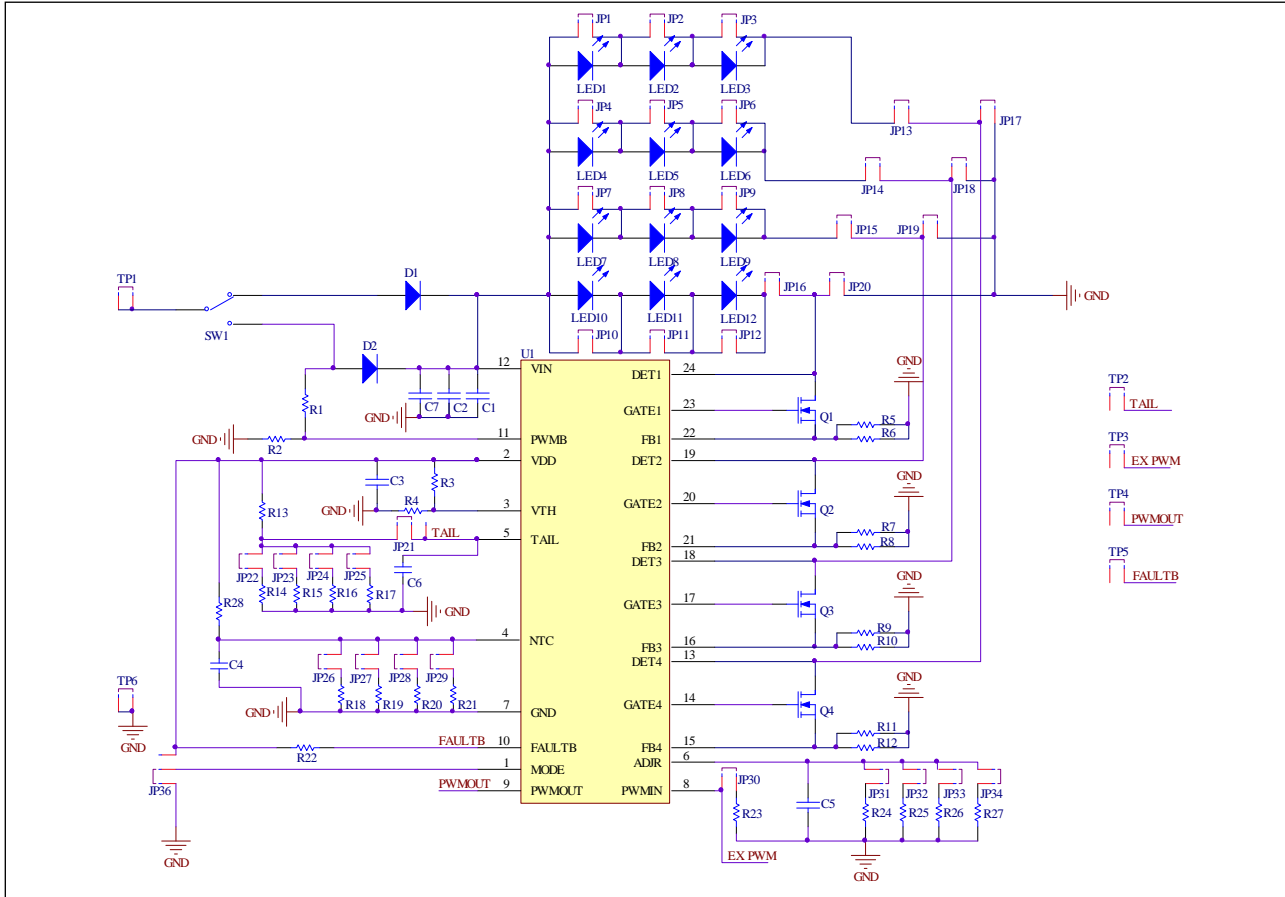 JP1 JP2 JP3
LED1 LED2 LED3
JP4 JP5 JP6
JP13 JP17
LED4 LED5 LED6
JP14 JP18
JP7 JP8 JP9
JP15 JP19
LED7 LED8 LED9
TP1 D1
JP16 JP20 GND
SW1
LED10 LED11 LED12
JP10 JP11 JP12
D2 U1
12 VIN
DET1 24
GND
R1 C7 C2 C1
GND
GATE1 23 Q1
R5
TP2
TAIL
GND R2
11 PWMB
FB1 22 R6
2 VDD
DET2 19
TP3
EX PWM
C3 R3
GND
R13 R4
GATE2 20 Q2
GND
3 VTH
TP4
PWMOUT
JP21 TAIL
5 TAIL
R7
FB2 21 R8
DET3 18
JP22 JP23 JP24 JP25
C6
TP5
FAULTB
GND
R14 R15 R16 R17
GATE3 17 Q3
R28 GND
R9
4 NTC
FB3 16 R10
DET4 13
C4
JP26 JP27 JP28 JP29
TP6
GND
R18 R19 R20 R21
GATE4 14 Q4
GND
7 GND
R11
GND
FAULTB
10 FAULTB
FB4 15 R12
R22
1 MODE
ADJR 6
JP36
PWMOUT
9 PWMOUT
PWMIN 8
JP30 JP31 JP32 JP33 JP34
R23 C5 R24 R25 R26 R27
GND
EX PWM
GND